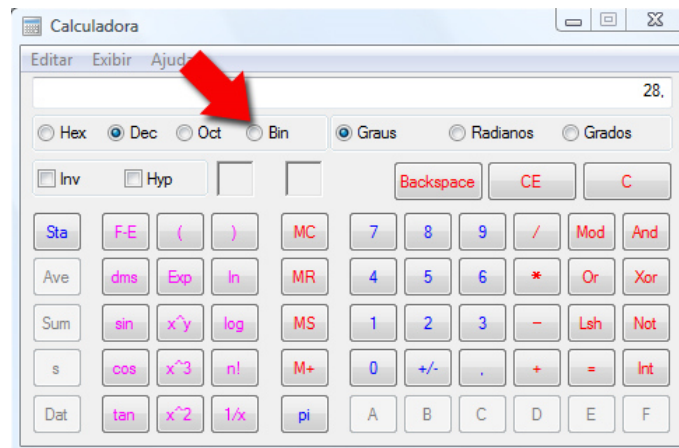 Calculadora
Editar Exibir Ajuda
28,
Hex Dec Oct Bin Graus Radianos Grados
Inv Hyp Backspace CE C
Sta F-E ( ) MC 7 8 9 / Mod And
Ave dms Exp ln MR 4 5 6 * Or Xor
Sum sin x^y log MS 1 2 3 - Lsh Not
s cos x^3 n! M+ 0 +/- , + = Int
Dat tan x^2 1/x pi A B C D E F